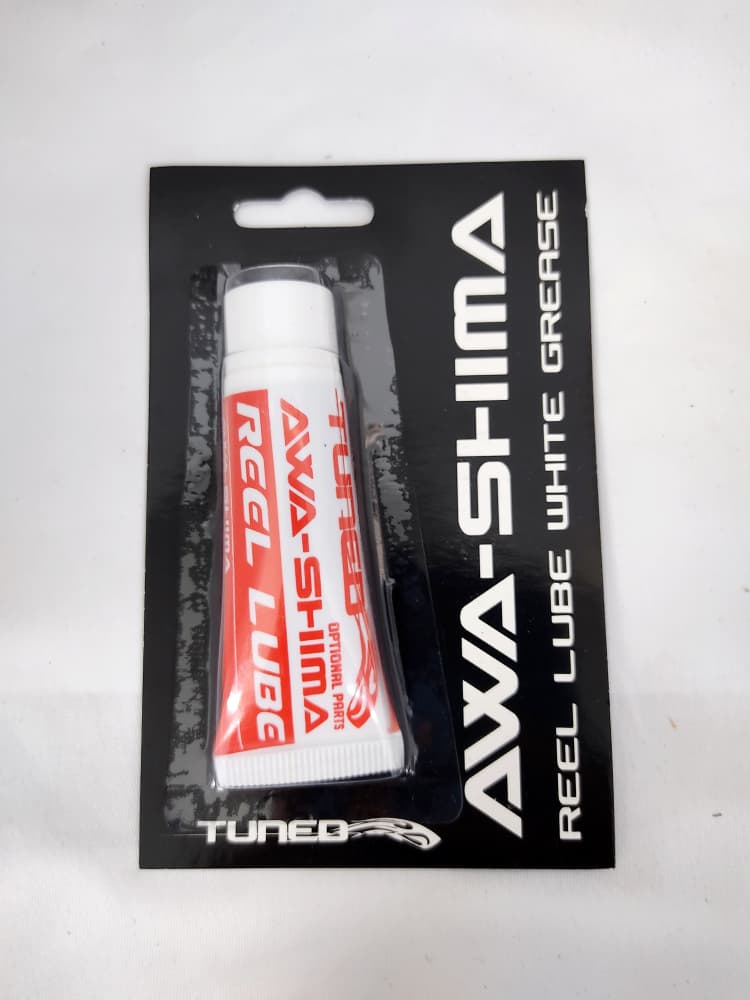 AWA-SHIMA
REEL LUBE WHITE GREASE
TUNED
AWA-SHIMA
OPTIONAL PARTS
REEL LUBE
TUNED